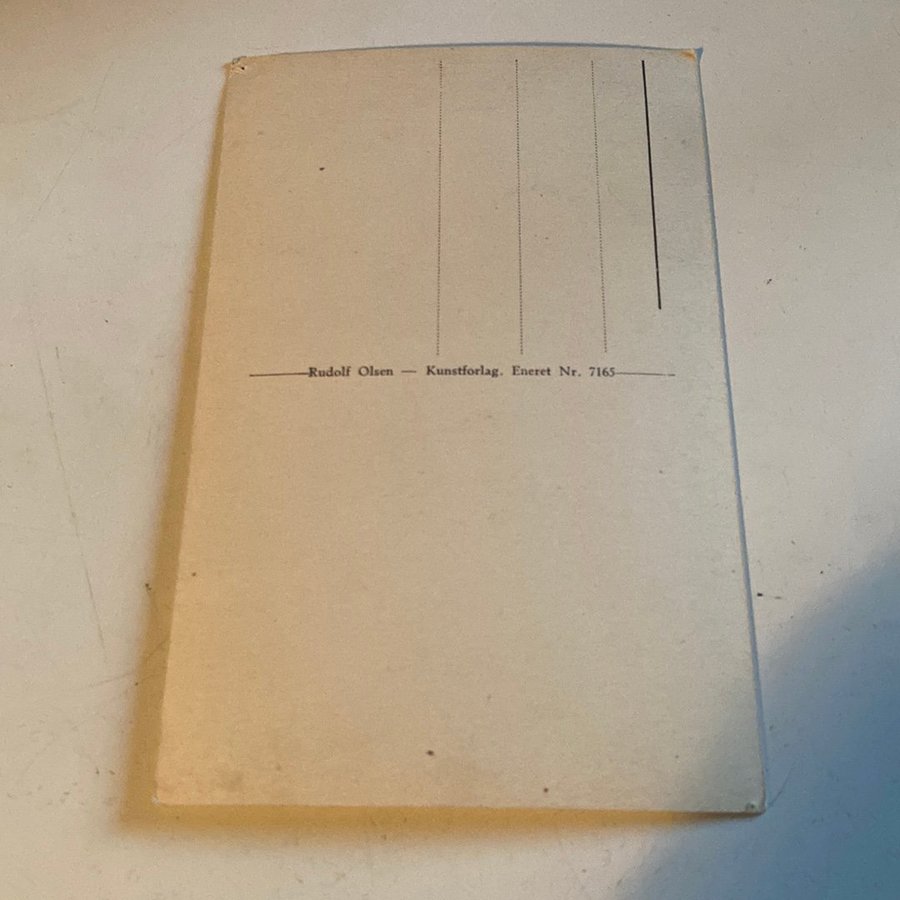 Rudolf Olsen — Kunstforlag. Eneret Nr. 7165